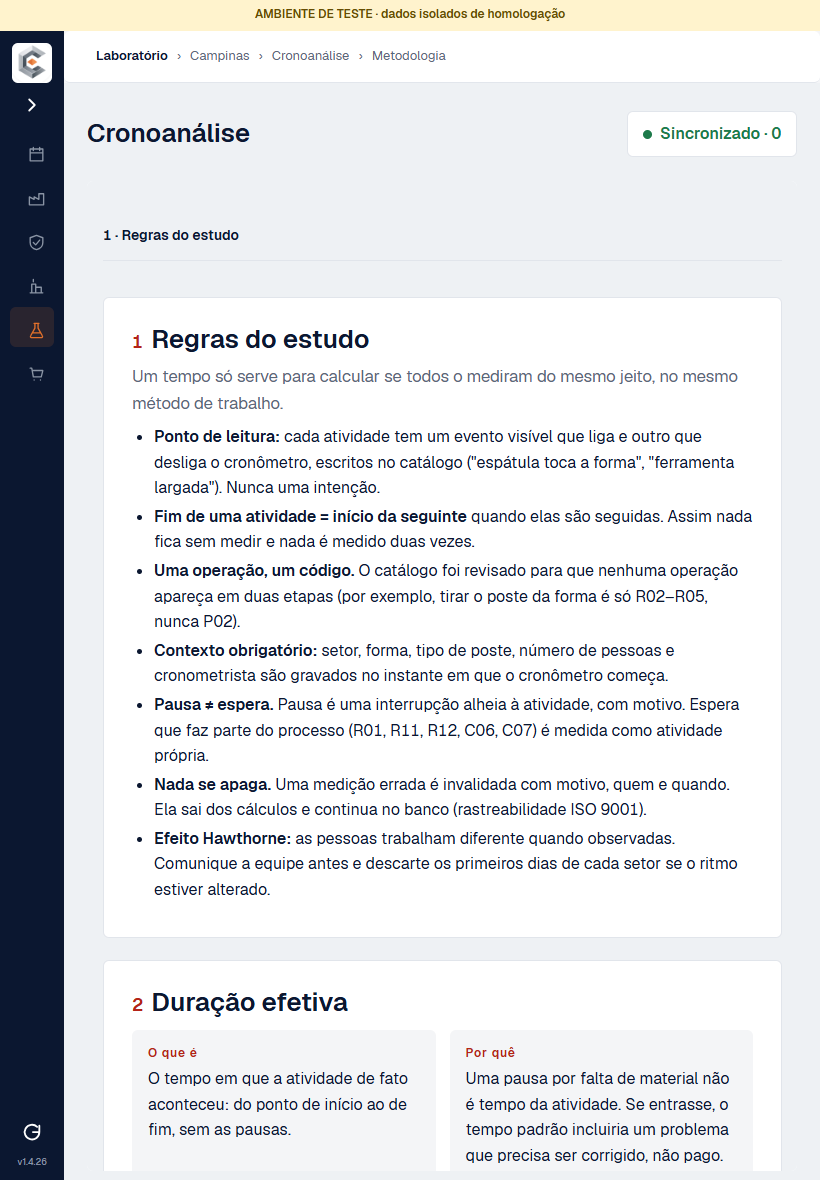 AMBIENTE DE TESTE · dados isolados de homologação
Laboratório › Campinas › Cronoanálise › Metodologia
Cronoanálise
Sincronizado · 0
1 · Regras do estudo
1 Regras do estudo
Um tempo só serve para calcular se todos o mediram do mesmo jeito, no mesmo
método de trabalho.
• Ponto de leitura: cada atividade tem um evento visível que liga e outro que
desliga o cronômetro, escritos no catálogo ("espátula toca a forma", "ferramenta
largada"). Nunca uma intenção.
• Fim de uma atividade = início da seguinte quando elas são seguidas. Assim nada
fica sem medir e nada é medido duas vezes.
• Uma operação, um código. O catálogo foi revisado para que nenhuma operação
apareça em duas etapas (por exemplo, tirar o poste da forma é só R02–R05,
nunca P02).
• Contexto obrigatório: setor, forma, tipo de poste, número de pessoas e
cronometrista são gravados no instante em que o cronômetro começa.
• Pausa ≠ espera. Pausa é uma interrupção alheia à atividade, com motivo. Espera
que faz parte do processo (R01, R11, R12, C06, C07) é medida como atividade
própria.
• Nada se apaga. Uma medição errada é invalidada com motivo, quem e quando.
Ela sai dos cálculos e continua no banco (rastreabilidade ISO 9001).
• Efeito Hawthorne: as pessoas trabalham diferente quando observadas.
Comunique a equipe antes e descarte os primeiros dias de cada setor se o ritmo
estiver alterado.
2 Duração efetiva
O que é
O tempo em que a atividade de fato
aconteceu: do ponto de início ao de
fim, sem as pausas.
Por quê
Uma pausa por falta de material não
é tempo da atividade. Se entrasse, o
tempo padrão incluiria um problema
que precisa ser corrigido, não pago.
v1.4.26